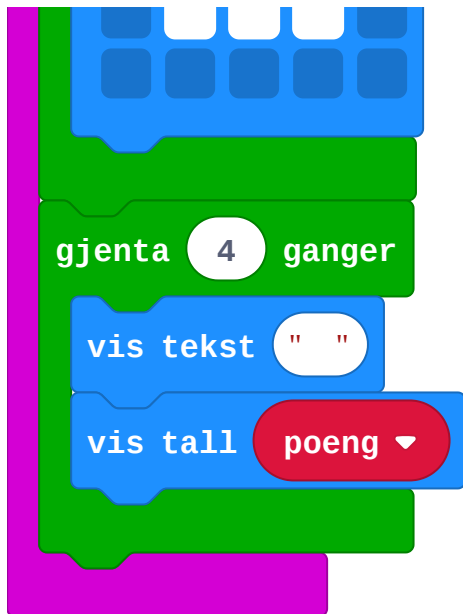 gjenta 4 ganger
vis tekst " "
vis tall poeng